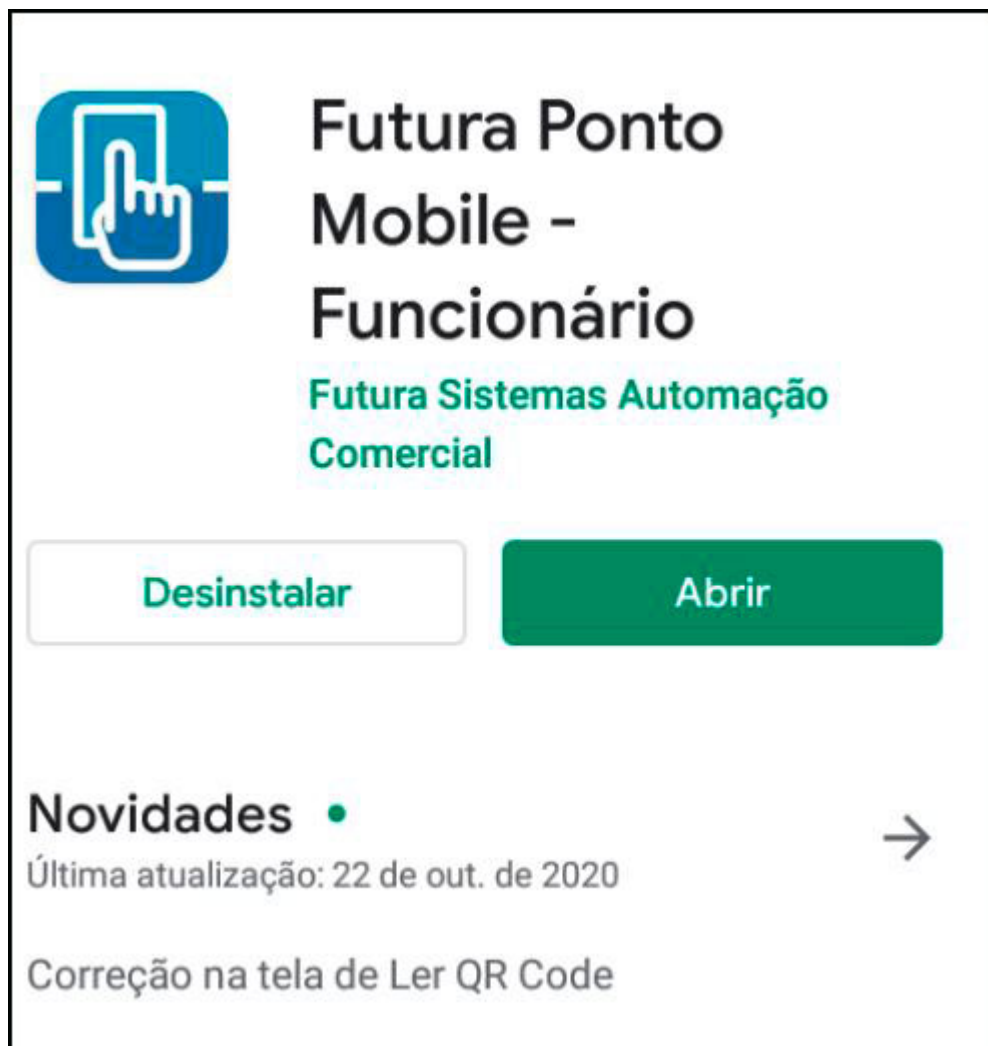 Futura Ponto
Mobile -
Funcionário
Futura Sistemas Automação
Comercial
Desinstalar
Abrir
Novidades •
Última atualização: 22 de out. de 2020
Correção na tela de Ler QR Code